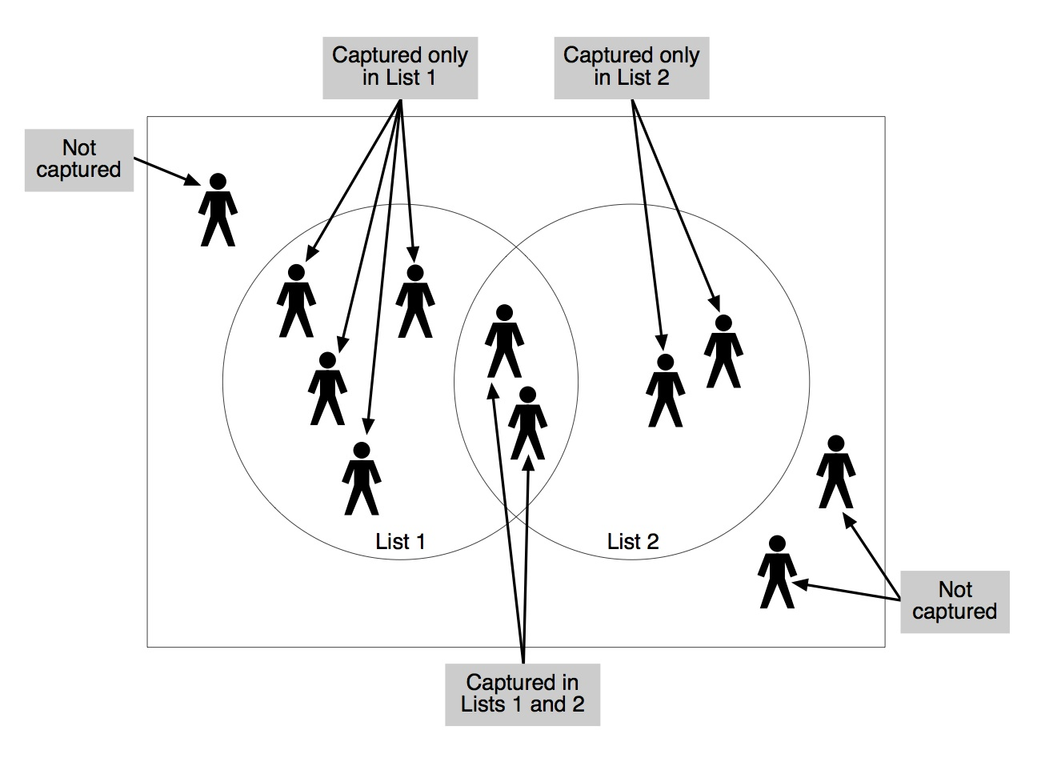 Captured only
in List 1
Captured only
in List 2
Not
captured
List 1
List 2
Not
captured
Captured in
Lists 1 and 2